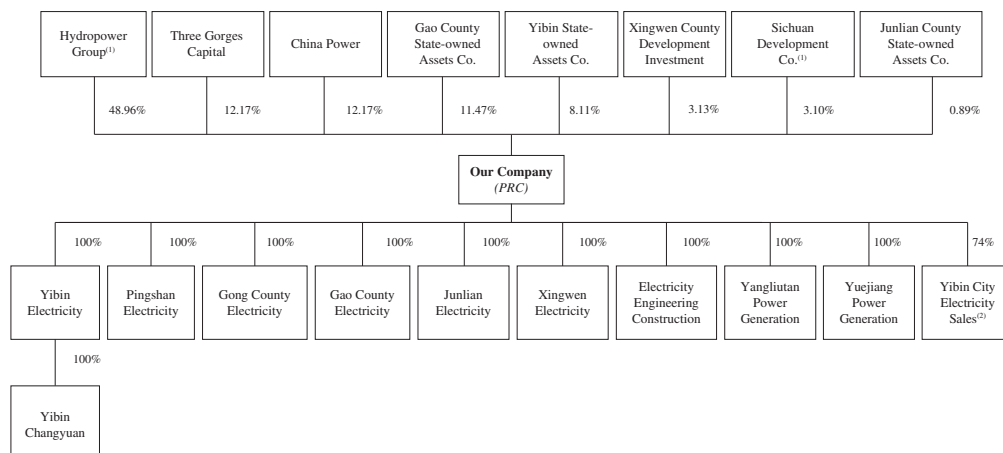 Hydropower
Group(1)
Three Gorges
Capital
China Power
Gao County
State-owned
Assets Co.
Yibin State-
owned
Assets Co.
Xingwen County
Development
Investment
Sichuan
Development
Co.(1)
Junlian County
State-owned
Assets Co.
48.96%
12.17%
12.17%
11.47%
8.11%
3.13%
3.10%
0.89%
Our Company
(PRC)
100%
100%
100%
100%
100%
100%
100%
100%
100%
74%
Yibin
Electricity
Pingshan
Electricity
Gong County
Electricity
Gao County
Electricity
Junlian
Electricity
Xingwen
Electricity
Electricity
Engineering
Construction
Yangliutan
Power
Generation
Yuejiang
Power
Generation
Yibin City
Electricity
Sales(2)
100%
Yibin
Changyuan